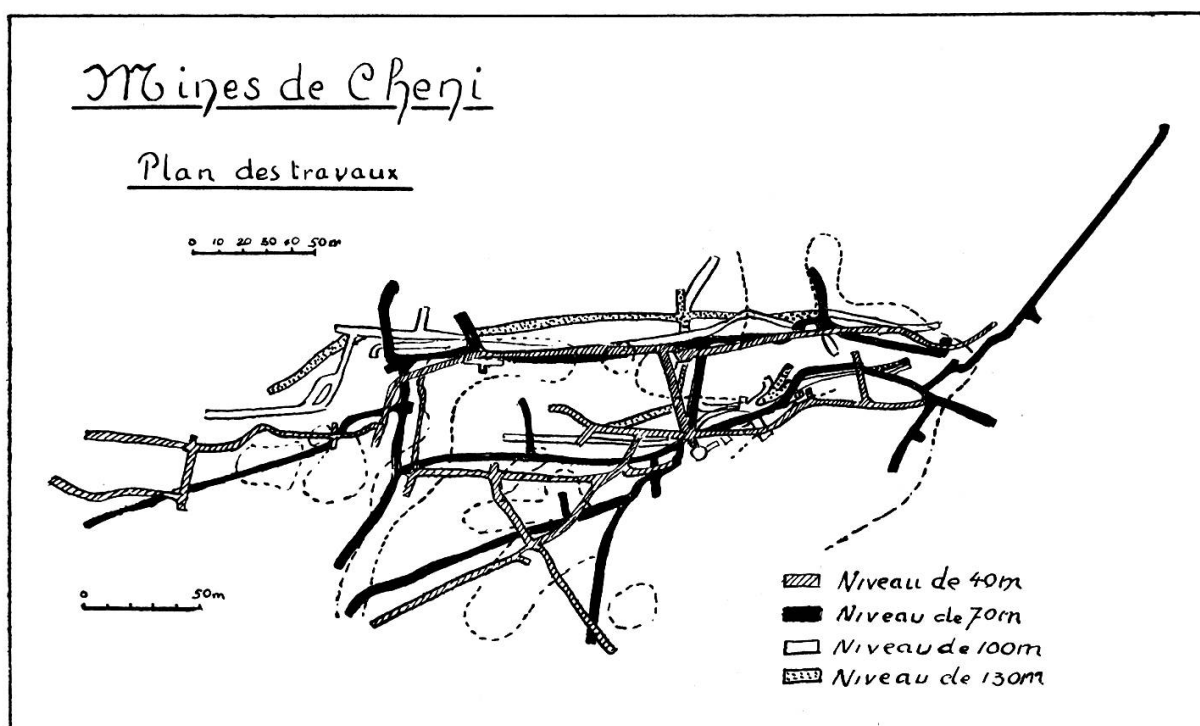 Mines de Cheni
Plan des travaux
0 10 20 30 40 50m
0 50m
Niveau de 40m
Niveau de 70m
Niveau de 100m
Niveau de 130m